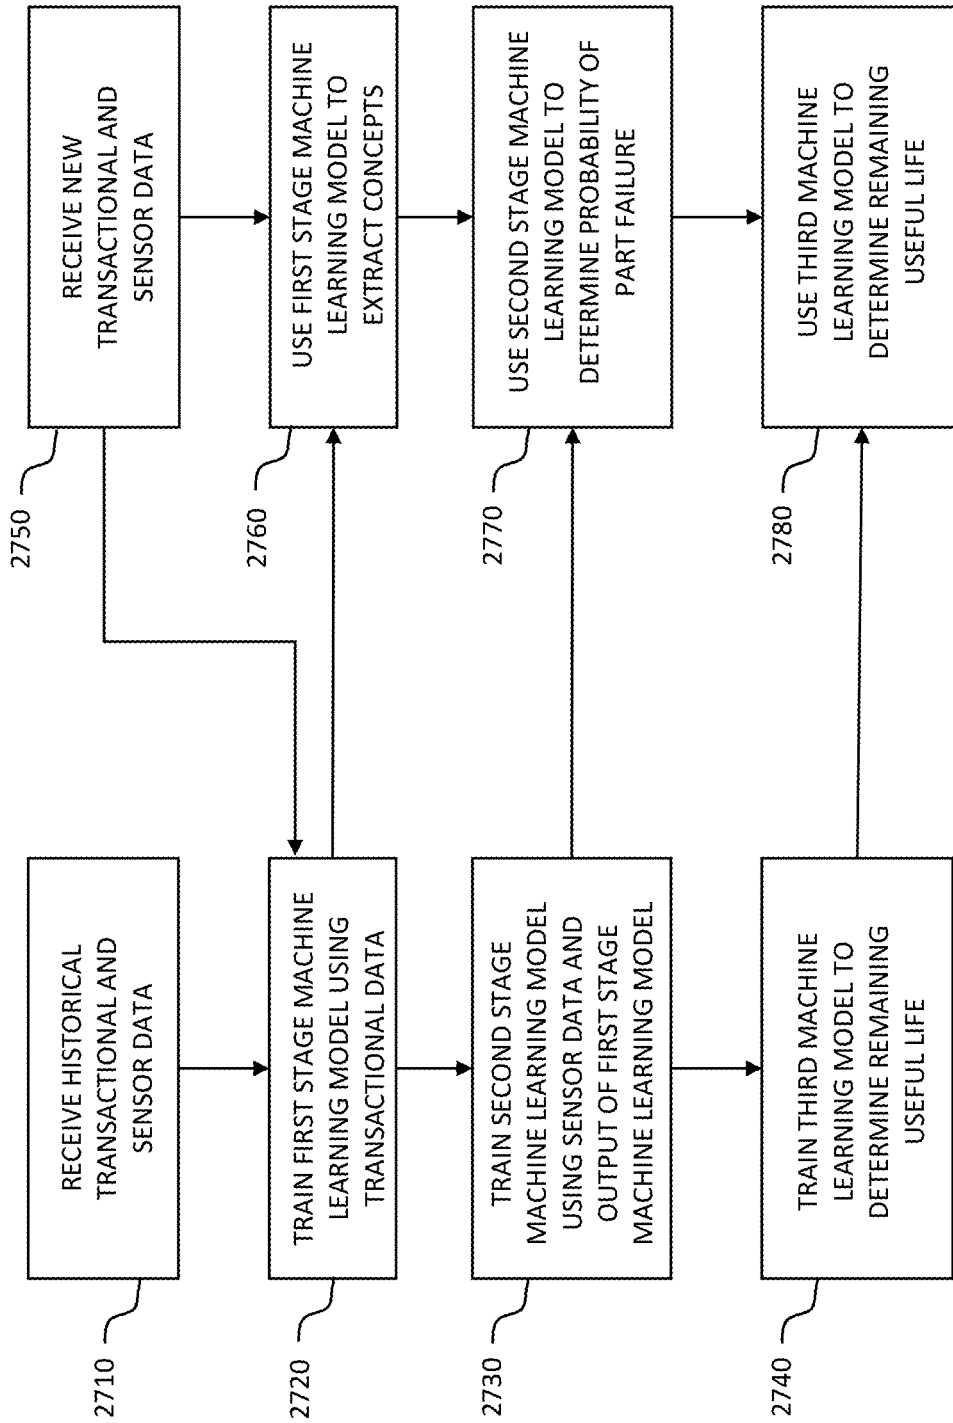 RECEIVE HISTORICAL
TRANSACTIONAL AND
SENSOR DATA
2710
TRAIN FIRST STAGE MACHINE
LEARNING MODEL USING
TRANSACTIONAL DATA
2720
TRAIN SECOND STAGE
MACHINE LEARNING MODEL
USING SENSOR DATA AND
OUTPUT OF FIRST STAGE
MACHINE LEARNING MODEL
2730
TRAIN THIRD MACHINE
LEARNING MODEL TO
DETERMINE REMAINING
USEFUL LIFE
2740
RECEIVE NEW
TRANSACTIONAL AND
SENSOR DATA
2750
USE FIRST STAGE MACHINE
LEARNING MODEL TO
EXTRACT CONCEPTS
2760
USE SECOND STAGE MACHINE
LEARNING MODEL TO
DETERMINE PROBABILITY OF
PART FAILURE
2770
USE THIRD MACHINE
LEARNING MODEL TO
DETERMINE REMAINING
USEFUL LIFE
2780